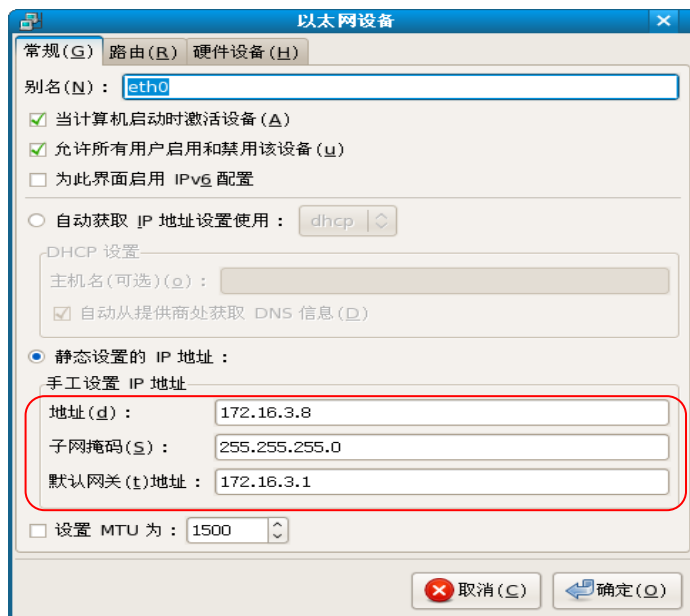 以太网设备
常规(G) 路由(R) 硬件设备(H)
别名(N)： eth0
当计算机启动时激活设备(A)
允许所有用户启用和禁用该设备(u)
为此界面启用 IPv6 配置
自动获取 IP 地址设置使用： dhcp
DHCP 设置
主机名(可选)(o)：
自动从提供商处获取 DNS 信息(D)
静态设置的 IP 地址：
手工设置 IP 地址
地址(d)： 172.16.3.8
子网掩码(S)： 255.255.255.0
默认网关(t)地址： 172.16.3.1
设置 MTU 为： 1500
取消(C) 确定(O)